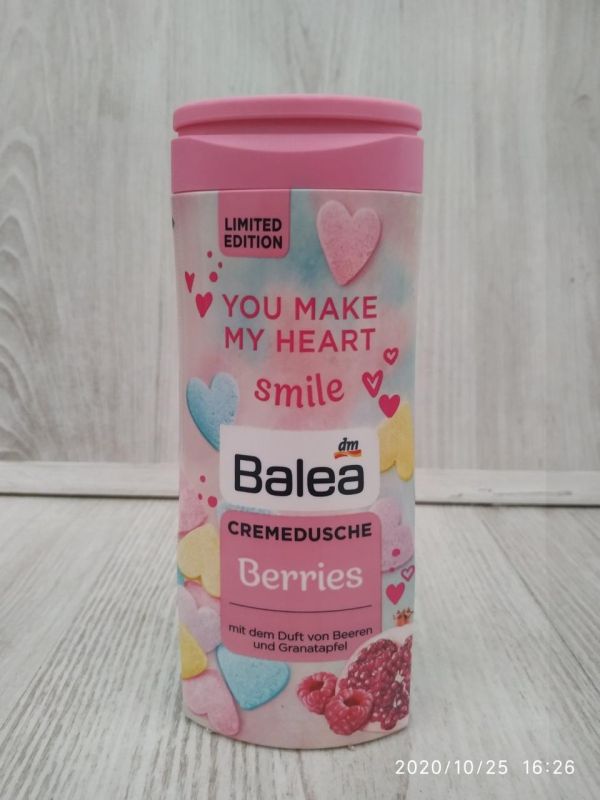 LIMITED
EDITION
YOU MAKE
MY HEART
smile
dm
Balea
CREMEDUSCHE
Berries
mit dem Duft von Beeren
und Granatapfel
2020/10/25 16:26